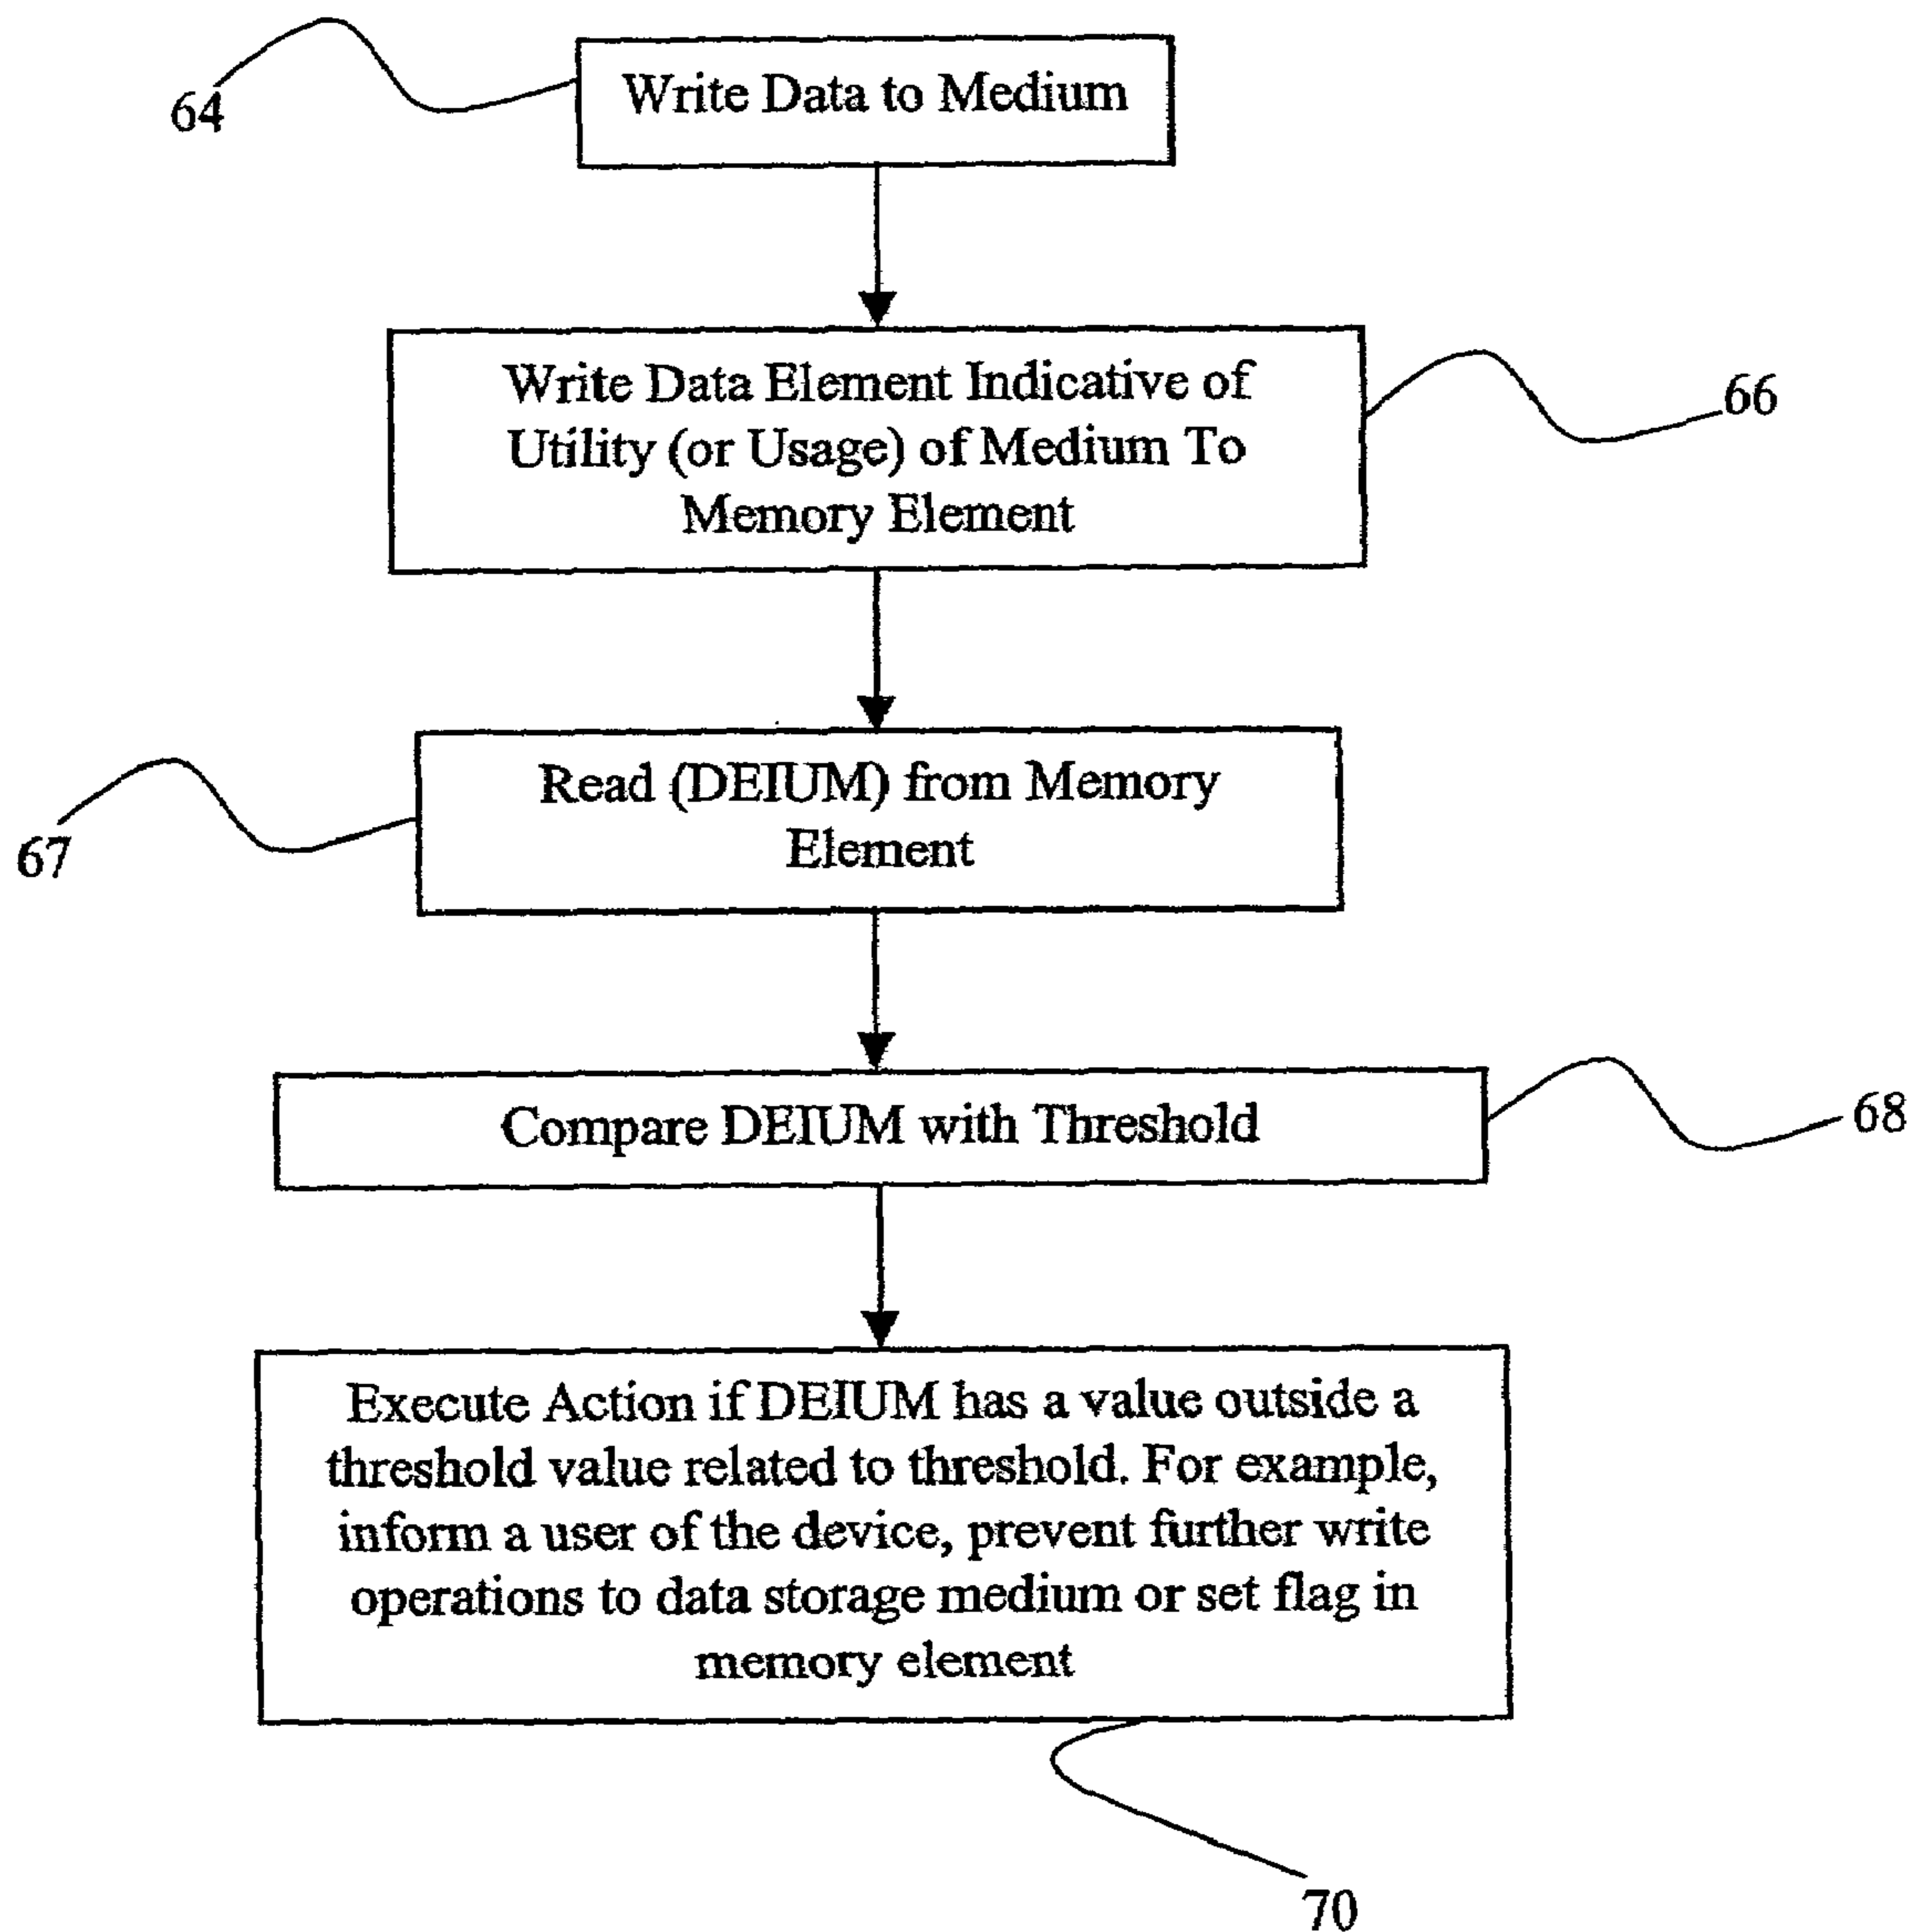 64
Write Data to Medium
Write Data Element Indicative of
Utility (or Usage) of Medium To
Memory Element
66
Read (DEIUM) from Memory
Element
67
Compare DEIUM with Threshold
68
Execute Action if DEIUM has a value outside a
threshold value related to threshold. For example,
inform a user of the device, prevent further write
operations to data storage medium or set flag in
memory element
70